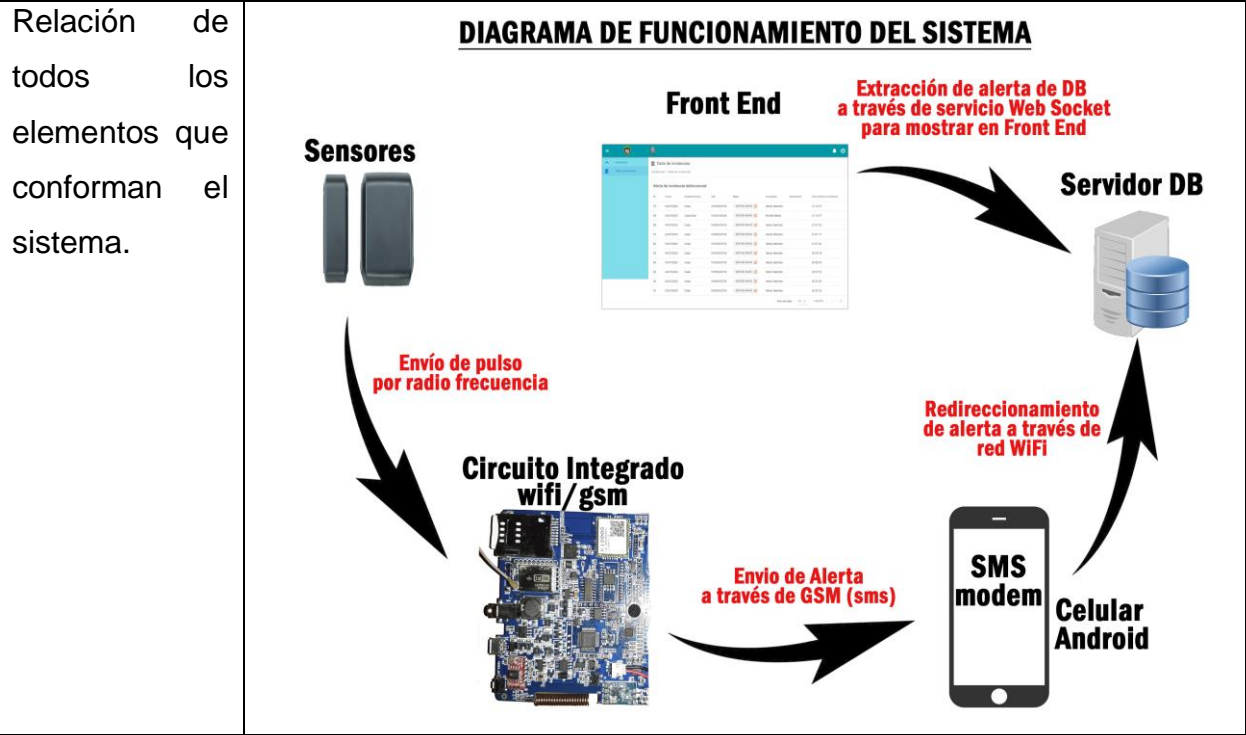 Relación de
todos los
elementos que
conforman el
sistema.
DIAGRAMA DE FUNCIONAMIENTO DEL SISTEMA
Front End
Extracción de alerta de DB
a través de servicio Web Socket
para mostrar en Front End
Sensores
Servidor DB
Envío de pulso
por radio frecuencia
Redireccionamiento
de alerta a través de
red WiFi
Circuito Integrado
wifi/gsm
Envio de Alerta
a través de GSM (sms)
SMS
modem
Celular
Android